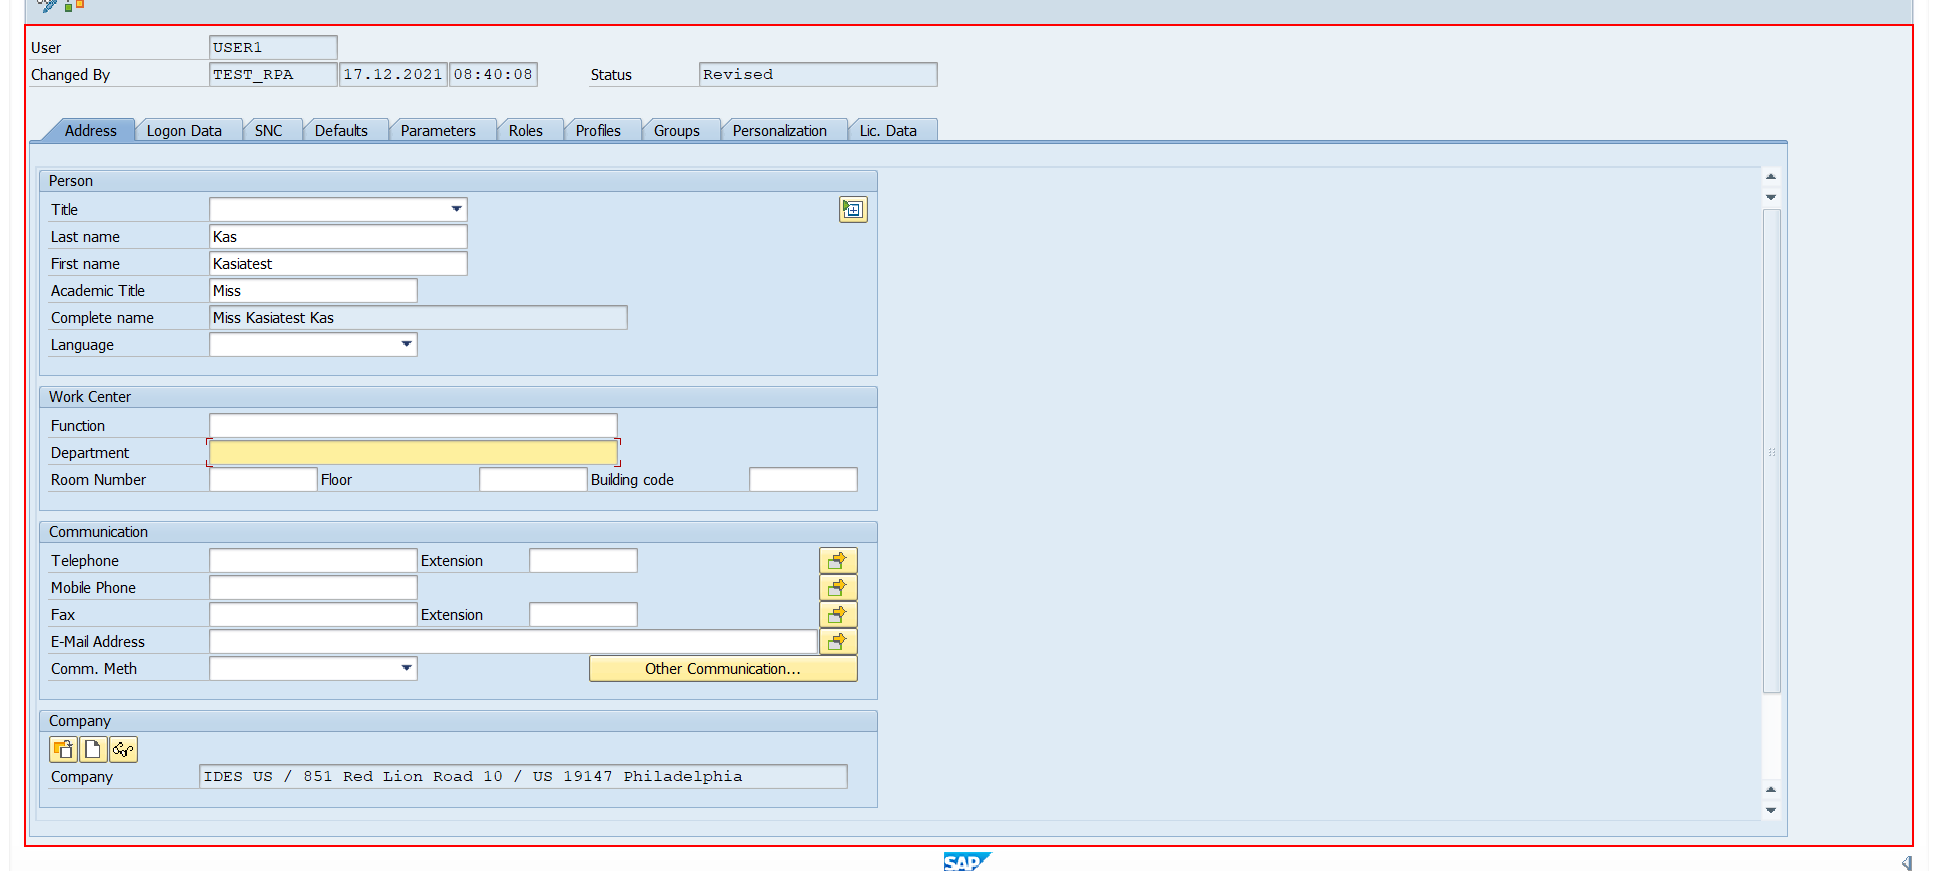 User USER1
Changed By TEST_RPA 17.12.2021 08:40:08 Status Revised
Address Logon Data SNC Defaults Parameters Roles Profiles Groups Personalization Lic. Data
Person
Title
Last name Kas
First name Kasiatest
Academic Title Miss
Complete name Miss Kasiatest Kas
Language
Work Center
Function
Department
Room Number Floor Building code
Communication
Telephone Extension
Mobile Phone
Fax Extension
E-Mail Address
Comm. Meth Other Communication...
Company
Company IDES US / 851 Red Lion Road 10 / US 19147 Philadelphia
SAP